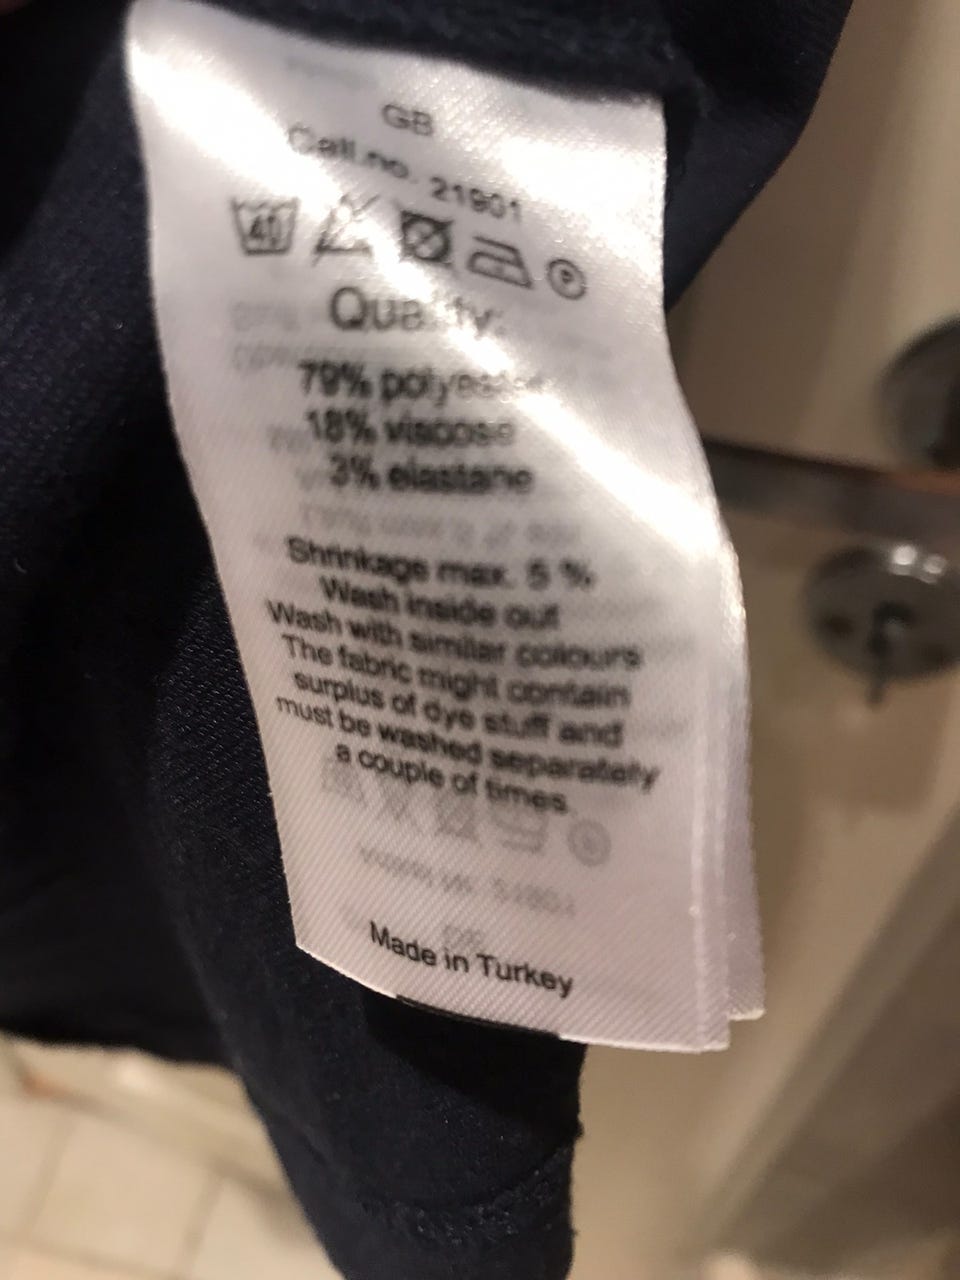 GB
Call.no. 21901
40 P
Quality:
79% polyester
18% viscose
3% elastane
Shrinkage max. 5 %
Wash inside out
Wash with similar colours
The fabric might contain
surplus of dye stuff and
must be washed separately
a couple of times.
Made in Turkey